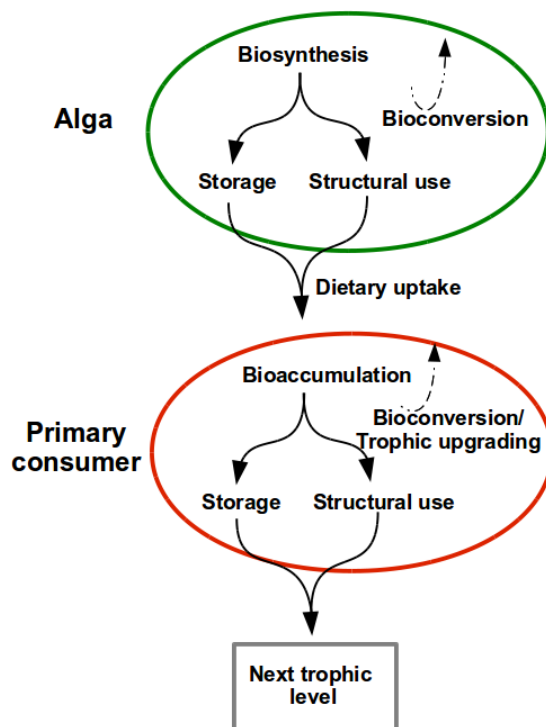 Biosynthesis
Alga
Bioconversion
Storage
Structural use
Dietary uptake
Bioaccumulation
Bioconversion/
Trophic upgrading
Primary
consumer
Storage
Structural use
Next trophic
level